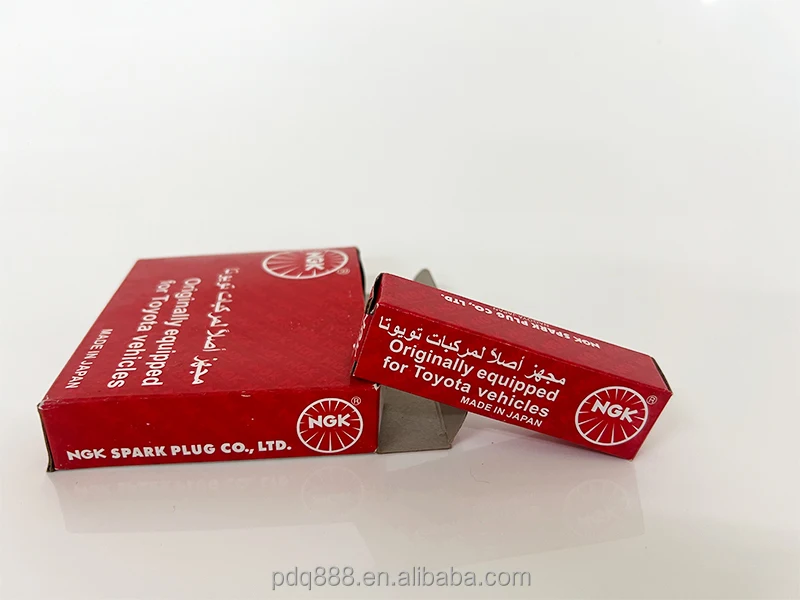 NGK
®
مجهز أصلاً لمركبات تويوتا
Originally equipped
for Toyota vehicles
MADE IN JAPAN
NGK SPARK PLUG CO., LTD.
NGK
®
NGK SPARK PLUG CO., LTD.
مجهز أصلاً لمركبات تويوتا
Originally equipped
for Toyota vehicles
MADE IN JAPAN
NGK
®
pdq888.en.alibaba.com